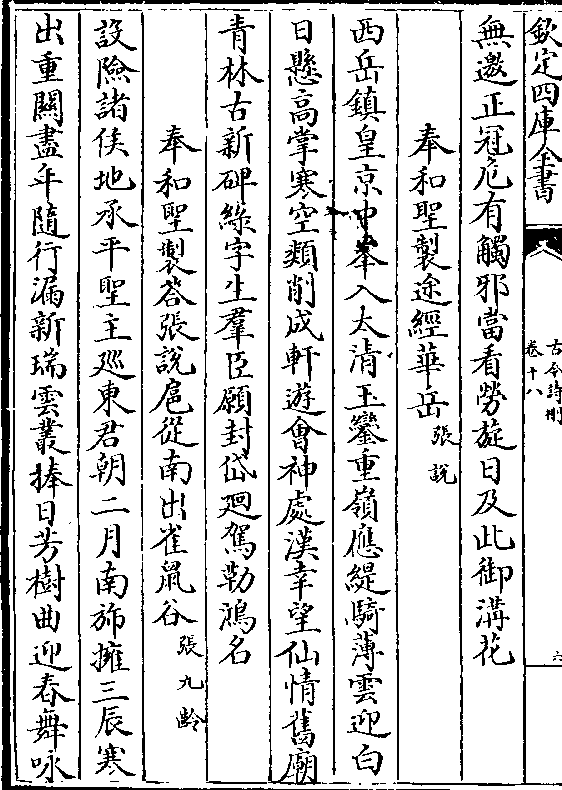 欽定四庫全書
古今詩刪
卷十八
六
無邀正冠危有觸邪當看勞旋日及此御溝花
奉和聖製途經華岳張說
西岳鎮皇京中峯入太清玉鑾重嶺應緹騎薄雲迎白
日懸高掌寒空類削成軒遊會神處漢幸望仙情舊廟
青林古新碑綠字生羣臣願封岱廻駕勒鴻名
奉和聖製答張說扈從南出雀鼠谷張九齡
設險諸侯地承平聖主廵東君朝二月南斾擁三辰寒
出重關盡年隨行漏新瑞雲叢捧日芳樹曲迎春舞咏